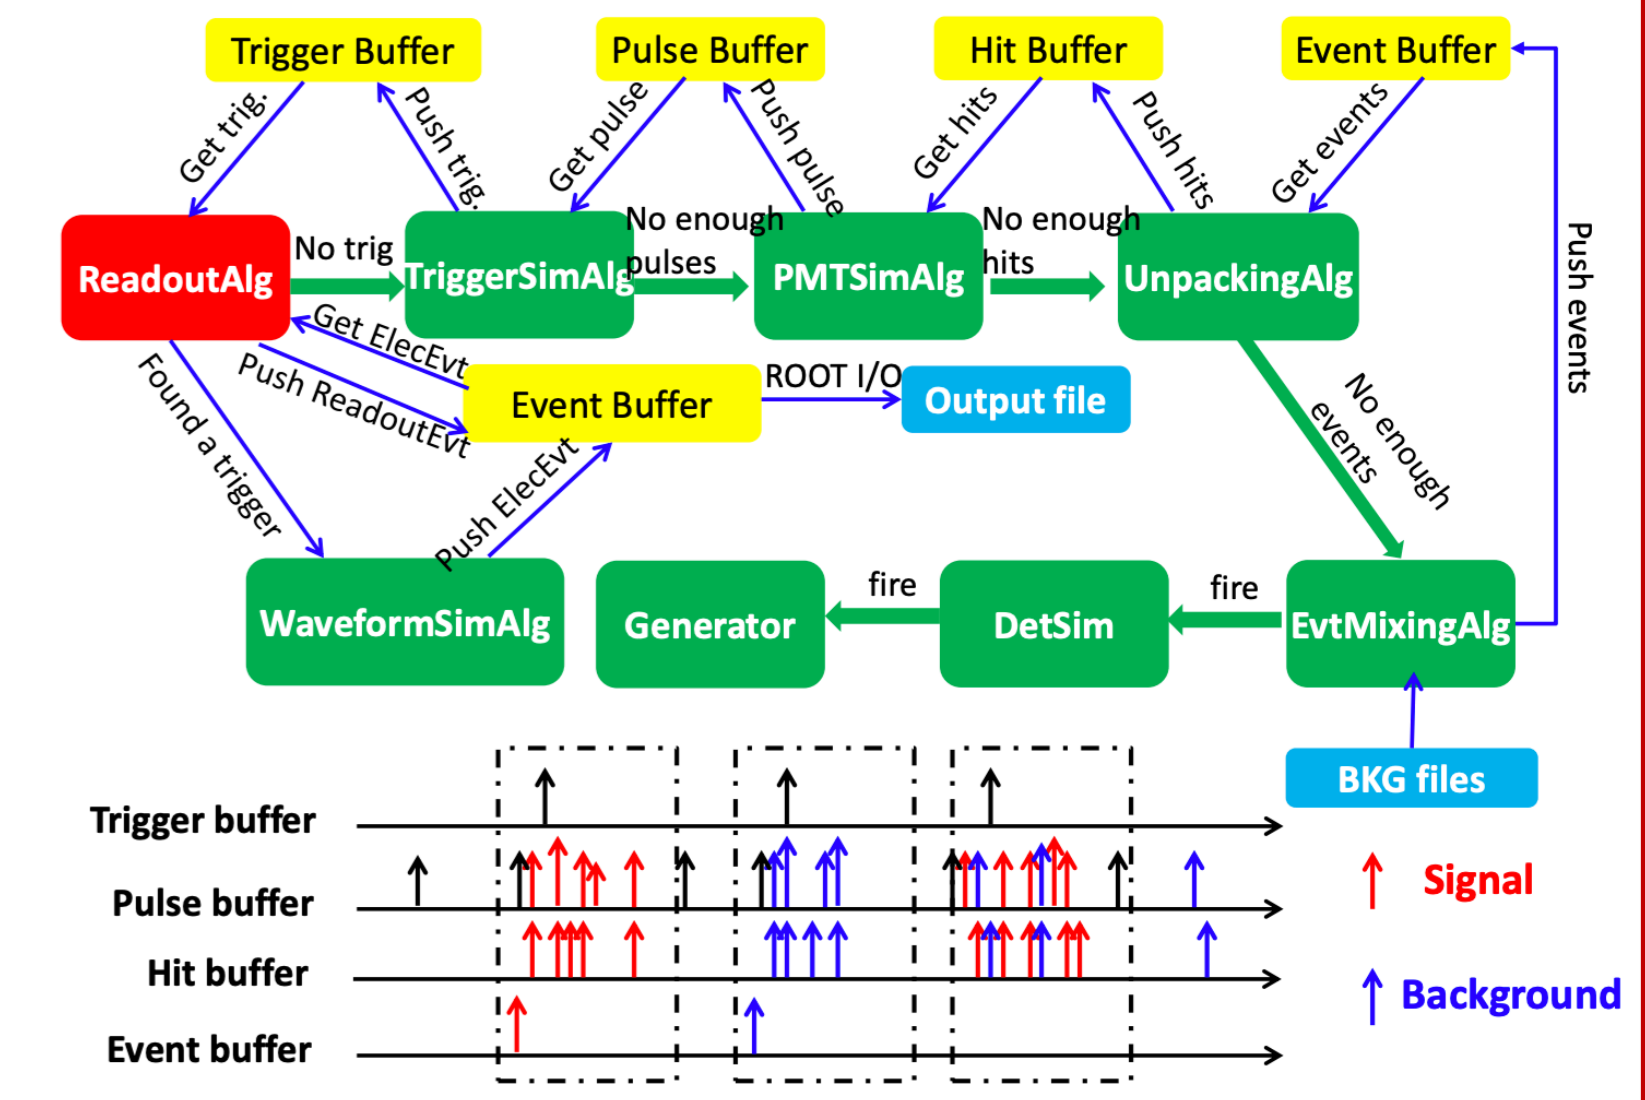 Trigger Buffer
Pulse Buffer
Hit Buffer
Event Buffer
Get trig.
Push trig.
Get pulse
Push pulse
Get hits
Push hits
Get events
Push events
ReadoutAlg
No trig
TriggerSimAlg
No enough
pulses
PMTSimAlg
No enough
hits
UnpackingAlg
Get ElecEvt
Push ReadoutEvt
Found a trigger
Event Buffer
ROOT I/O
Output file
No enough
events
Push ElecEvt
WaveformSimAlg
Generator
fire
DetSim
fire
EvtMixingAlg
BKG files
Trigger buffer
Pulse buffer
Hit buffer
Event buffer
Signal
Background